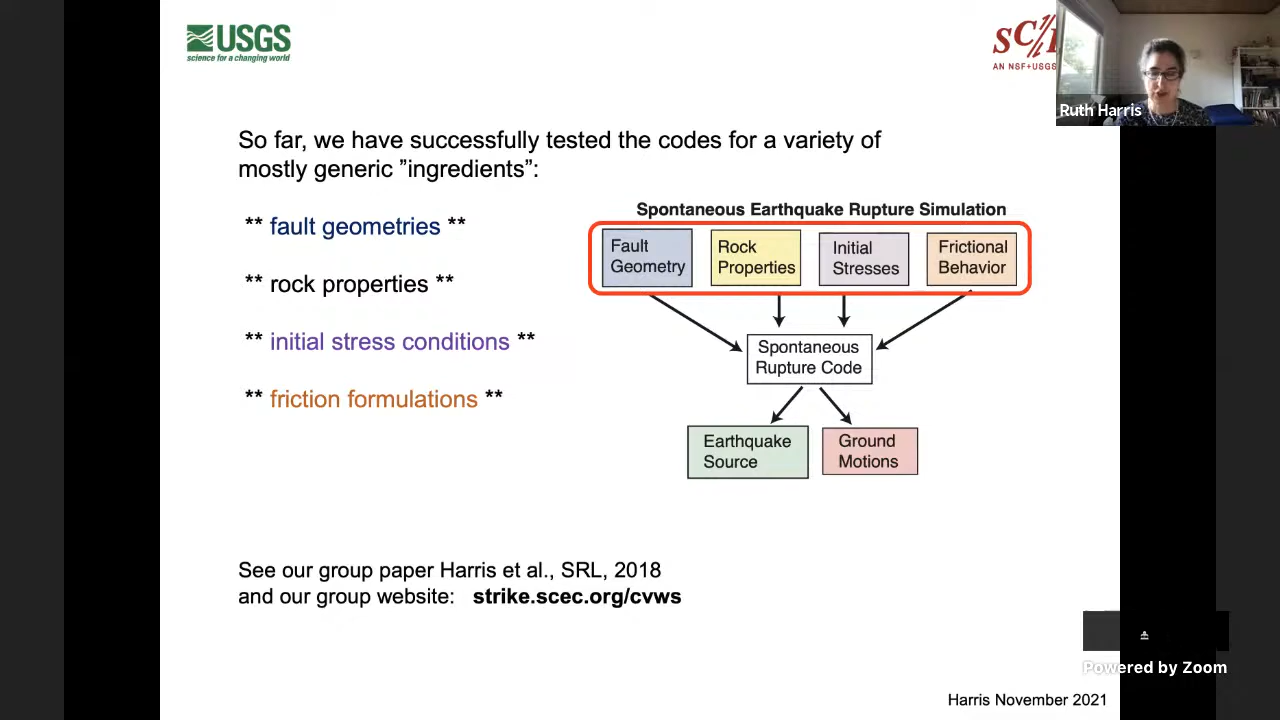 USGS
science for a changing world
AN NSF+USGS
Ruth Harris
So far, we have successfully tested the codes for a variety of
mostly generic ”ingredients”:
** fault geometries **
** rock properties **
** initial stress conditions **
** friction formulations **
Spontaneous Earthquake Rupture Simulation
Fault
Geometry
Rock
Properties
Initial
Stresses
Frictional
Behavior
Spontaneous
Rupture Code
Earthquake
Source
Ground
Motions
See our group paper Harris et al., SRL, 2018
and our group website: strike.scec.org/cvws
Powered by Zoom
Harris November 2021